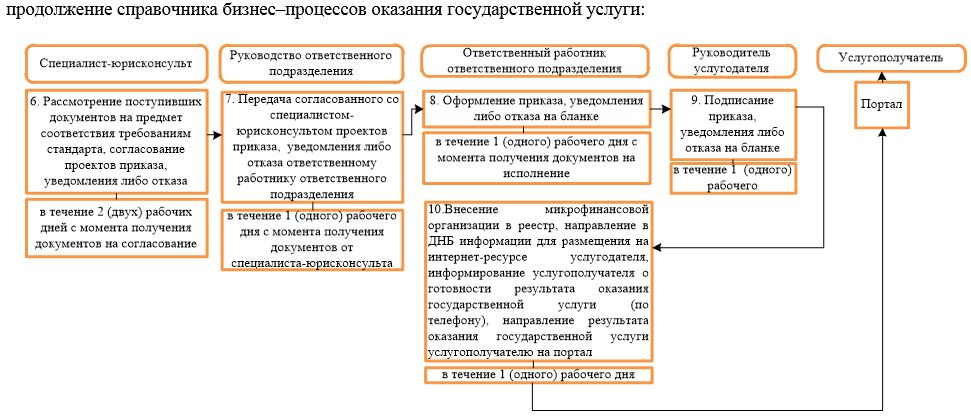 продолжение справочника бизнес–процессов оказания государственной услуги:
Специалист-юрисконсульт
Руководство ответственного
подразделения
Ответственный работник
ответственного подразделения
Руководитель
услугодателя
Услугополучатель
6. Рассмотрение поступивших
документов на предмет
соответствия требованиям
стандарта, согласование
проектов приказа,
уведомления либо отказа
в течение 2 (двух) рабочих
дней с момента получения
документов на согласование
7. Передача согласованного со
специалистом-
юрисконсультом проектов
приказа, уведомления либо
отказа ответственному
работнику ответственного
подразделения
в течение 1 (одного) рабочего
дня с момента получения
документов от
специалиста-юрисконсульта
8. Оформление приказа, уведомления
либо отказа на бланке
в течение 1 (одного) рабочего дня с
момента получения документов на
исполнение
9. Подписание
приказа,
уведомления либо
отказа на бланке
в течение 1 (одного)
рабочего
Портал
10.Внесение микрофинансовой
организации в реестр, направление в
ДНБ информации для размещения на
интернет-ресурсе услугодателя,
информирование услугополучателя о
готовности результата оказания
государственной услуги (по
телефону), направление результата
оказания государственной услуги
услугополучателю на портал
в течение 1 (одного) рабочего дня